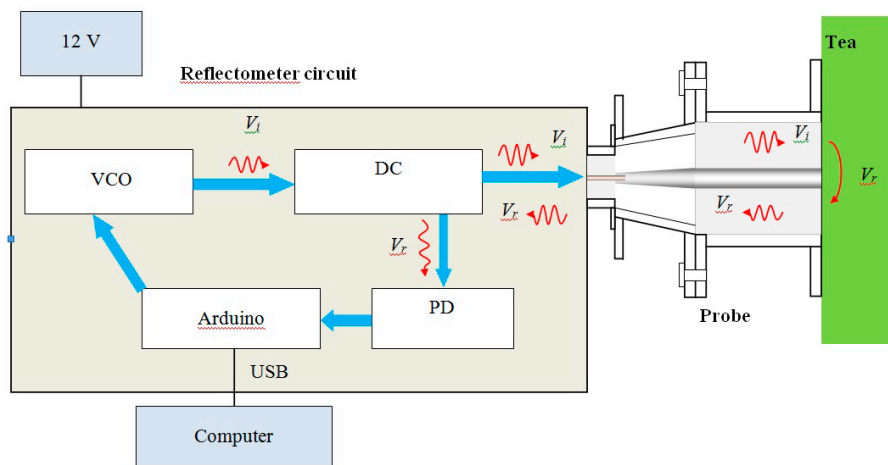 12 V
Tea
Reflectometer circuit
Vi
Vi
Vi
DC
VCO
Vr
Vr
Vr
Vr
PD
Arduino
Probe
USB
Computer